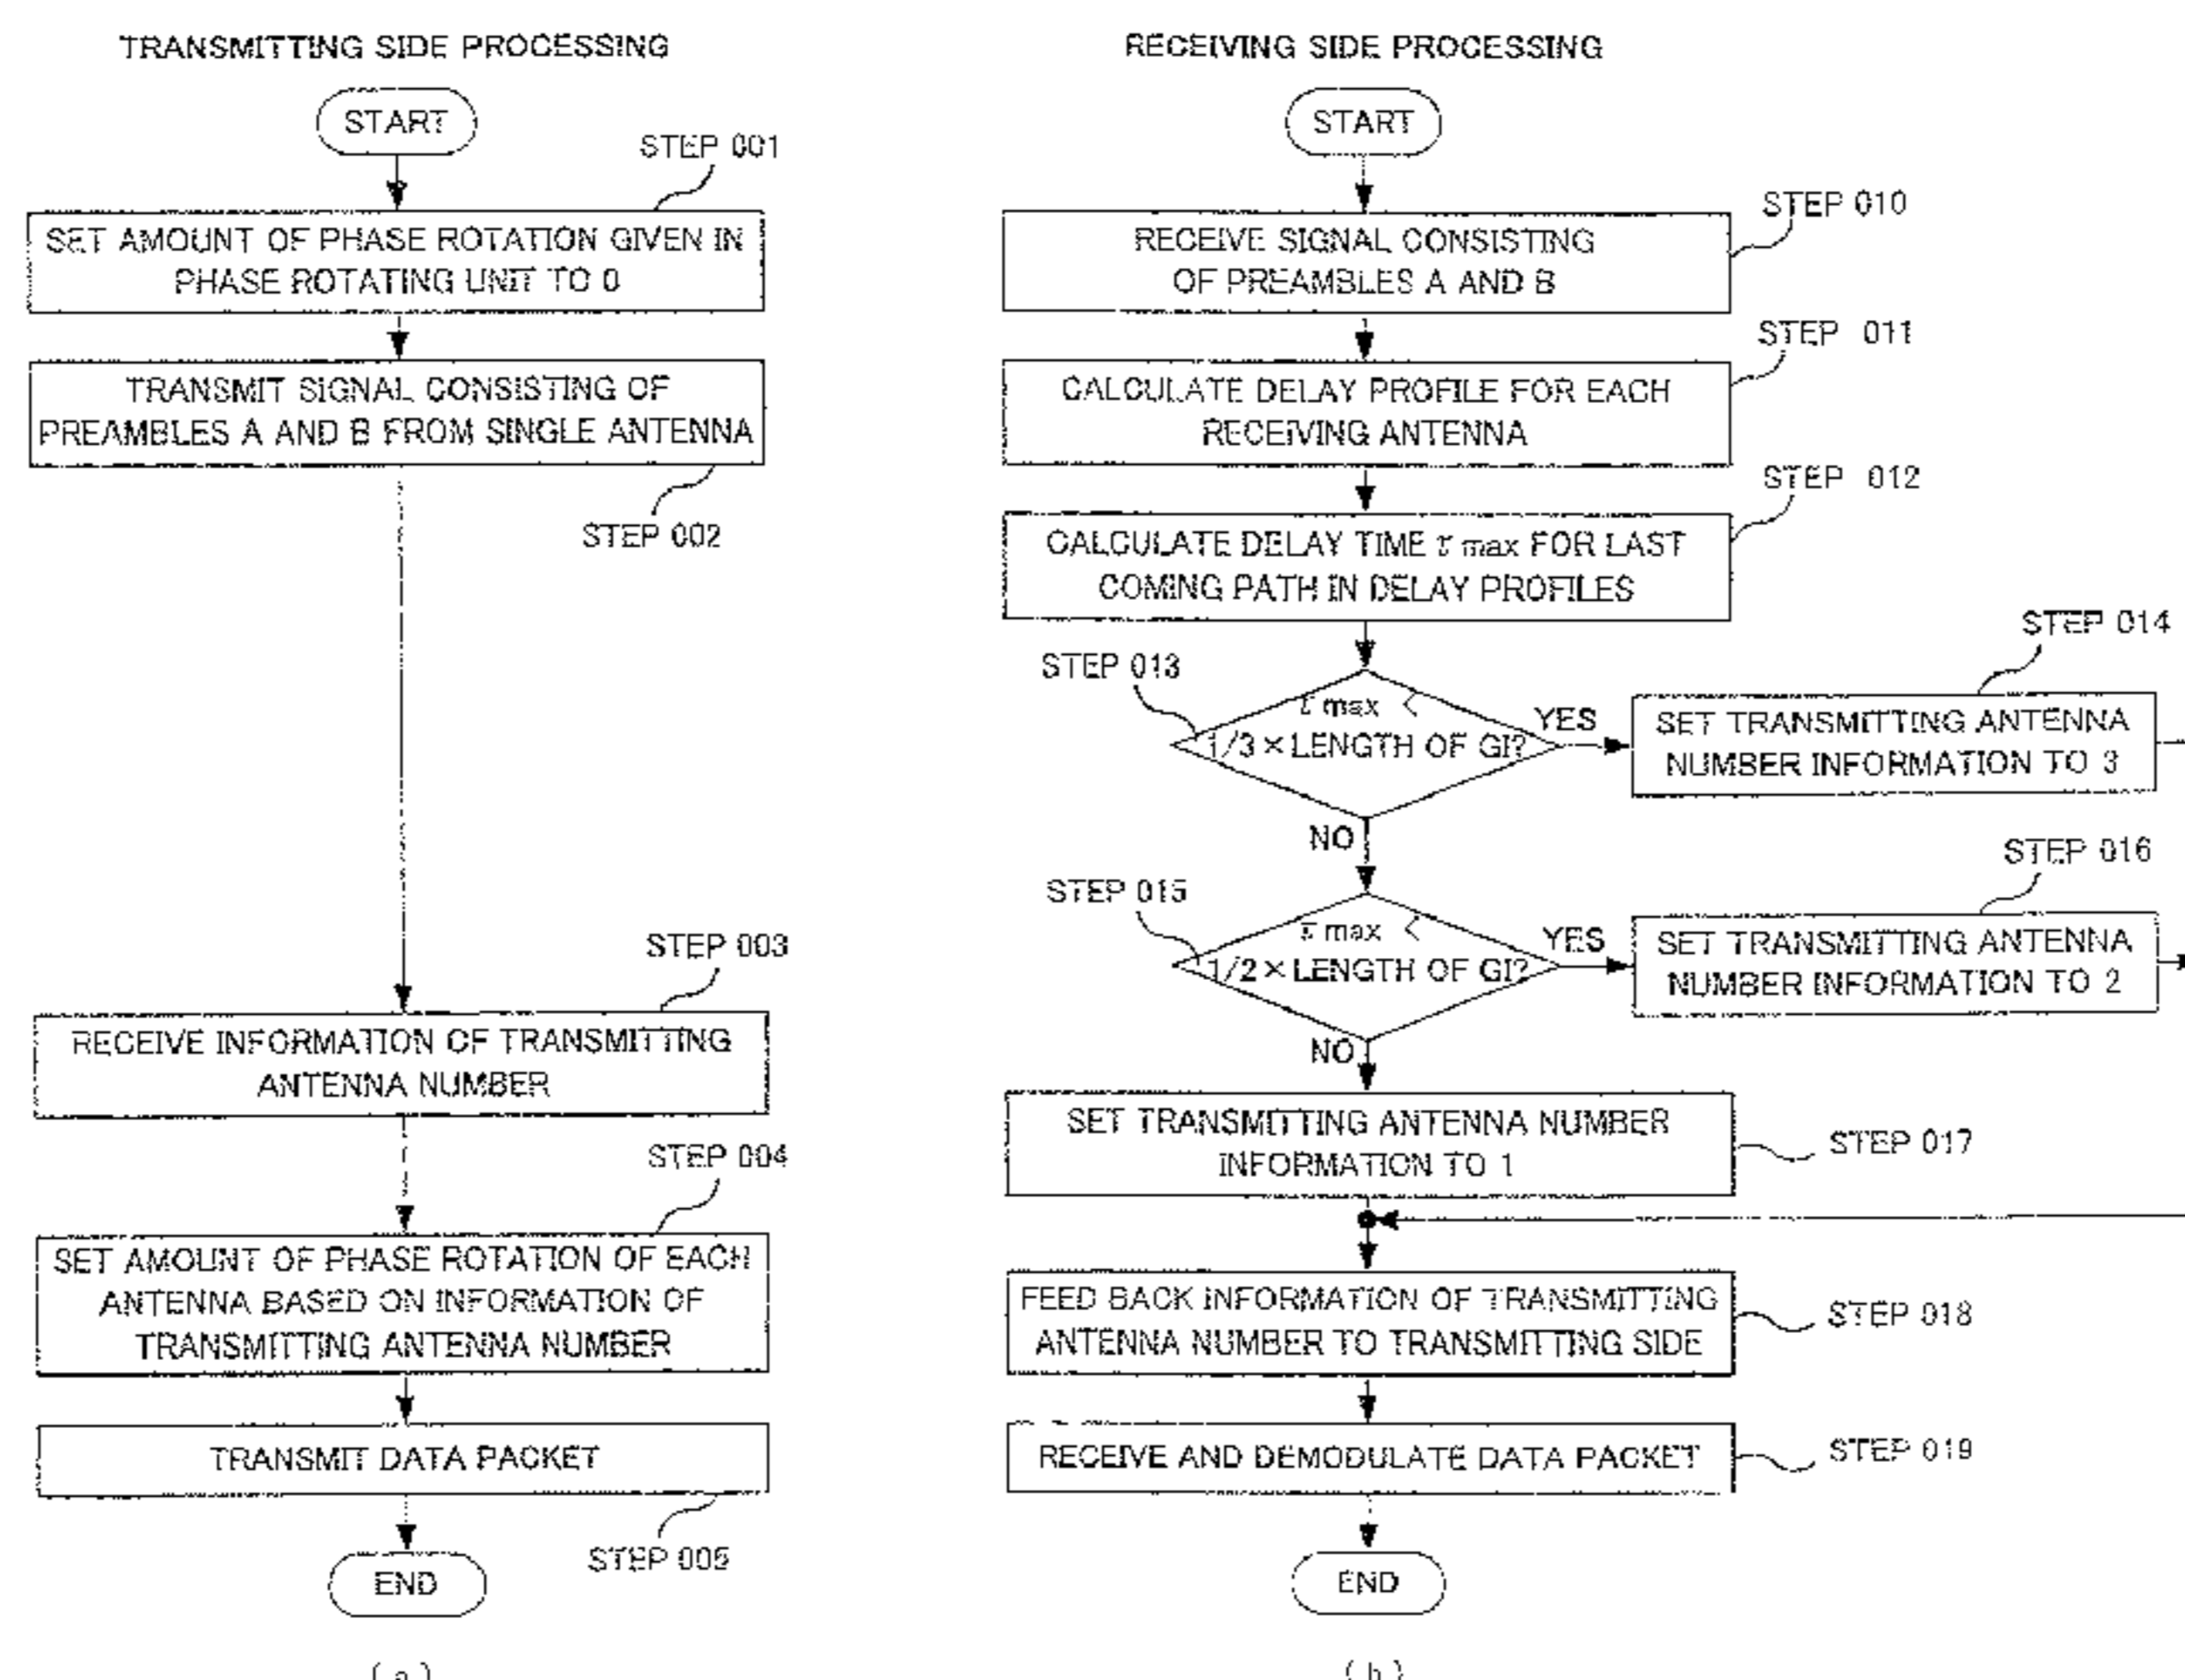 TRANSMITTING SIDE PROCESSING
START
STEP 001
SET AMOUNT OF PHASE ROTATION GIVEN IN
PHASE ROTATING UNIT TO 0
TRANSMIT SIGNAL CONSISTING OF
PREAMBLES A AND B FROM SINGLE ANTENNA
STEP 002
STEP 003
RECEIVE INFORMATION OF TRANSMITTING
ANTENNA NUMBER
STEP 004
SET AMOUNT OF PHASE ROTATION OF EACH
ANTENNA BASED ON INFORMATION OF
TRANSMITTING ANTENNA NUMBER
TRANSMIT DATA PACKET
STEP 005
END
(a)
RECEIVING SIDE PROCESSING
START
STEP 010
RECEIVE SIGNAL CONSISTING
OF PREAMBLES A AND B
STEP 011
CALCULATE DELAY PROFILE FOR EACH
RECEIVING ANTENNA
STEP 012
CALCULATE DELAY TIME τ max FOR LAST
COMING PATH IN DELAY PROFILES
STEP 013
τ max <
1/3×LENGTH OF GI?
YES
STEP 014
SET TRANSMITTING ANTENNA
NUMBER INFORMATION TO 3
NO
STEP 015
τ max <
1/2×LENGTH OF GI?
YES
STEP 016
SET TRANSMITTING ANTENNA
NUMBER INFORMATION TO 2
NO
SET TRANSMITTING ANTENNA NUMBER
INFORMATION TO 1
STEP 017
FEED BACK INFORMATION OF TRANSMITTING
ANTENNA NUMBER TO TRANSMITTING SIDE
STEP 018
RECEIVE AND DEMODULATE DATA PACKET
STEP 019
END
(b)